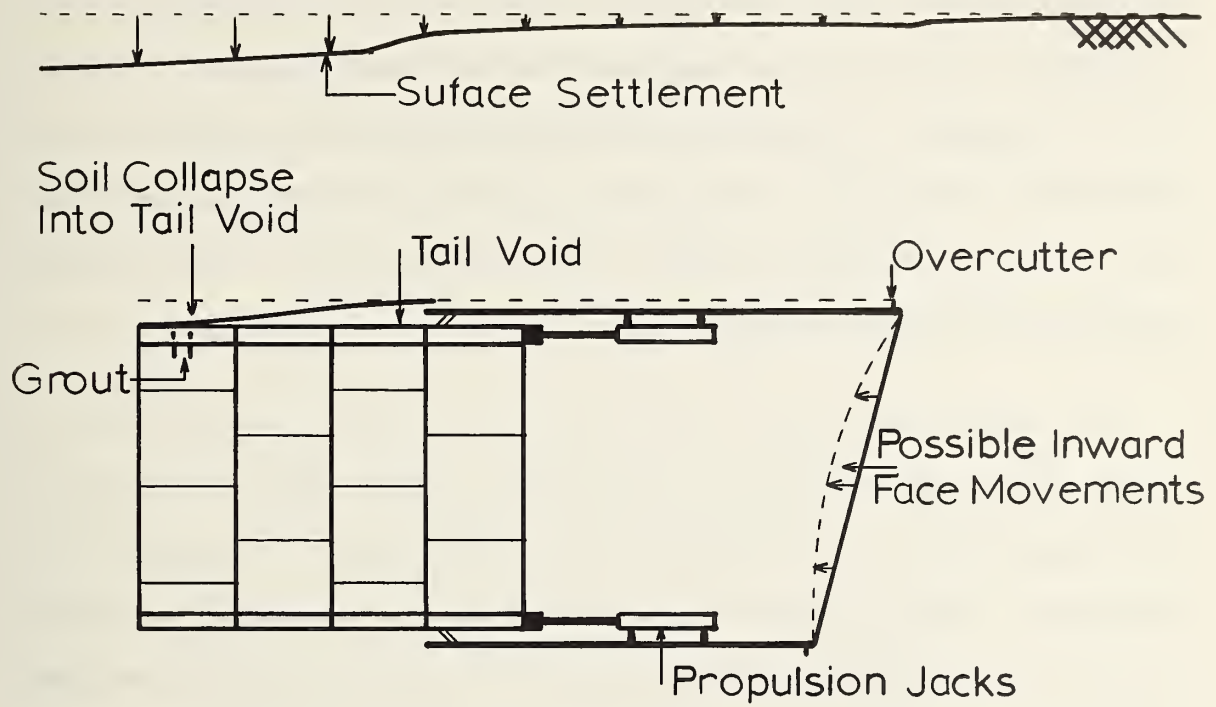 Suface Settlement
Soil Collapse
Into Tail Void
Tail Void
Overcutter
Grout
Possible Inward
Face Movements
Propulsion Jacks